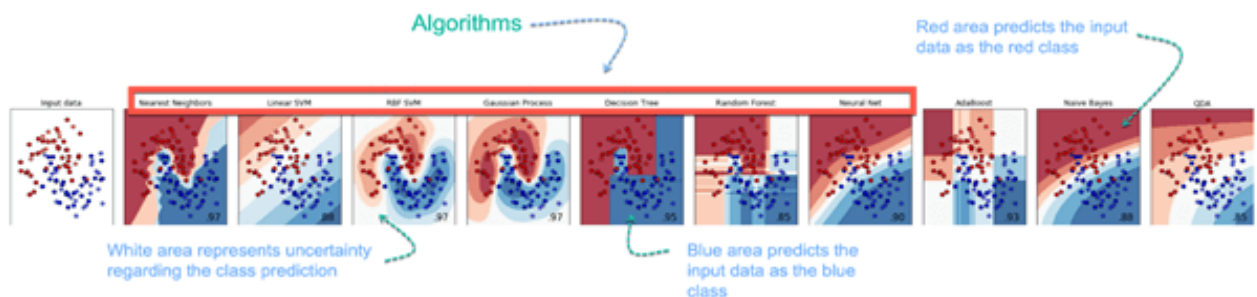 Algorithms
Red area predicts the input
data as the red class
Input data
Nearest Neighbors
Linear SVM
RBF SVM
Gaussian Process
Decision Tree
Random Forest
Neural Net
AdaBoost
Naive Bayes
QDA
.97
.88
.97
.97
.95
.85
.90
.93
.88
.85
White area represents uncertainty
regarding the class prediction
Blue area predicts the
input data as the blue
class